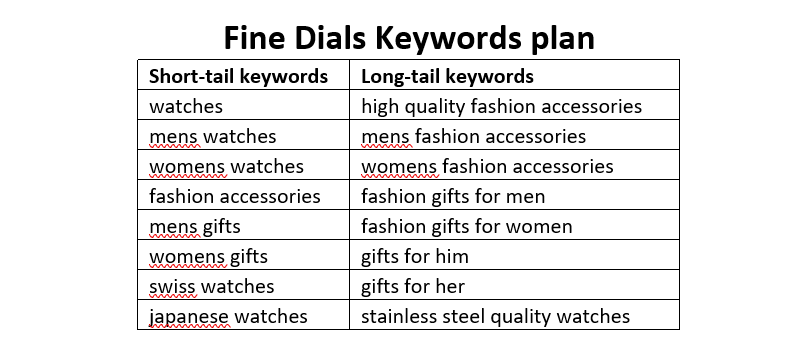 Fine Dials Keywords plan
Short-tail keywords Long-tail keywords
watches high quality fashion accessories
mens watches mens fashion accessories
womens watches womens fashion accessories
fashion accessories fashion gifts for men
mens gifts fashion gifts for women
womens gifts gifts for him
swiss watches gifts for her
japanese watches stainless steel quality watches